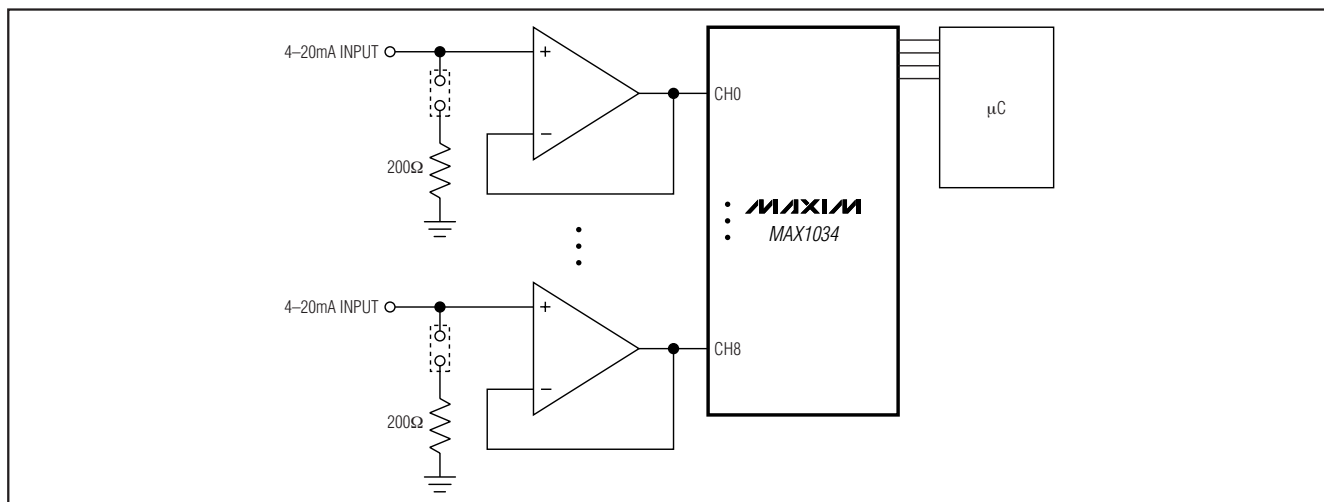 4–20mA INPUT
+
CH0
−
200Ω
µC
MAXIM
MAX1034
4–20mA INPUT
+
CH8
−
200Ω